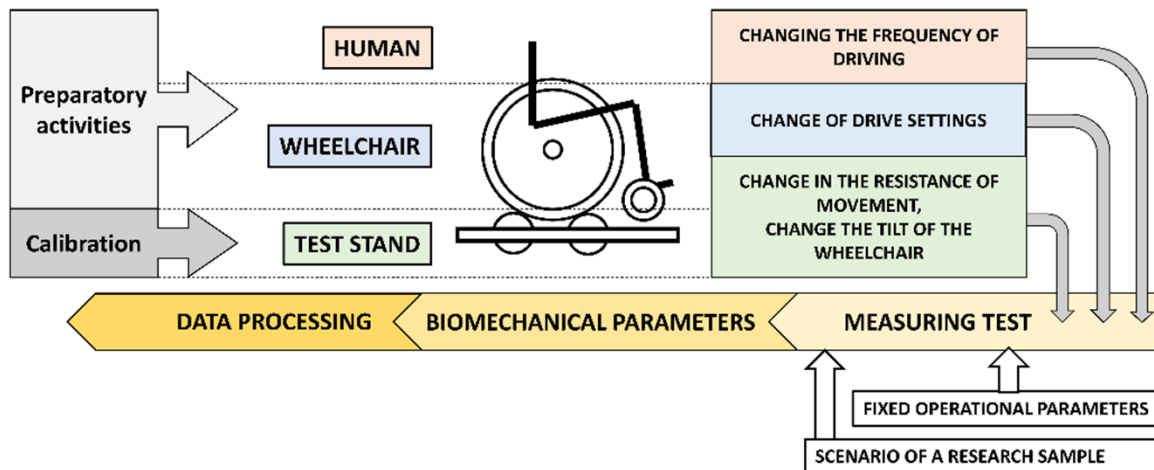 Preparatory
activities
Calibration
HUMAN
WHEELCHAIR
TEST STAND
CHANGING THE FREQUENCY OF
DRIVING
CHANGE OF DRIVE SETTINGS
CHANGE IN THE RESISTANCE OF
MOVEMENT,
CHANGE THE TILT OF THE
WHEELCHAIR
DATA PROCESSING
BIOMECHANICAL PARAMETERS
MEASURING TEST
FIXED OPERATIONAL PARAMETERS
SCENARIO OF A RESEARCH SAMPLE